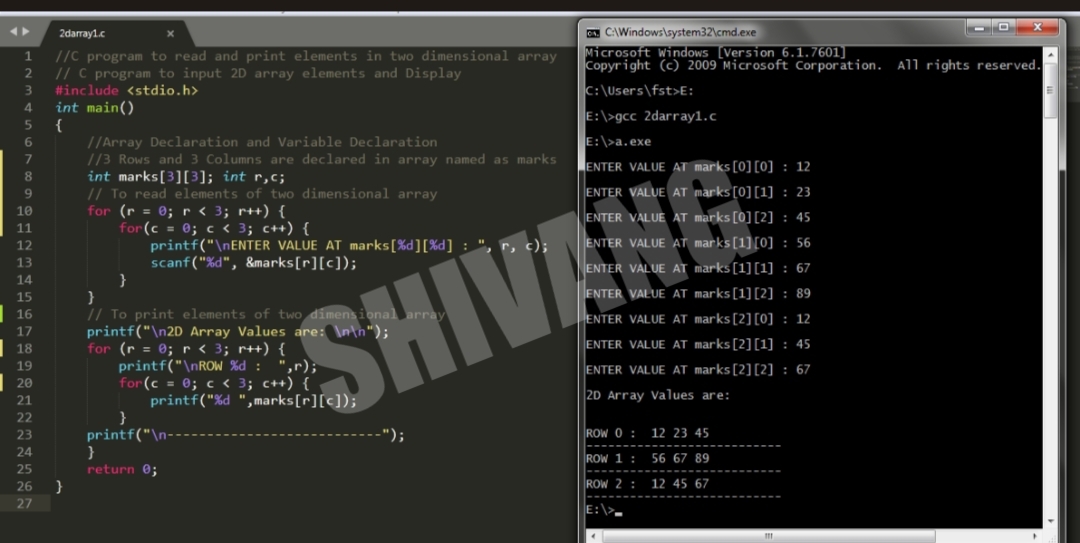 2darray1.c ×
1 //C program to read and print elements in two dimensional array
2 // C program to input 2D array elements and Display
3 #include <stdio.h>
4 int main()
5 {
6 //Array Declaration and Variable Declaration
7 //3 Rows and 3 Columns are declared in array named as marks
8 int marks[3][3]; int r,c;
9 // To read elements of two dimensional array
10 for (r = 0; r < 3; r++) {
11 for(c = 0; c < 3; c++) {
12 printf("\nENTER VALUE AT marks[%d][%d] : ", r, c);
13 scanf("%d", &marks[r][c]);
14 }
15 }
16 // To print elements of two dimensional array
17 printf("\n2D Array Values are: \n\n");
18 for (r = 0; r < 3; r++) {
19 printf("\nROW %d :  ",r);
20 for(c = 0; c < 3; c++) {
21 printf("%d ",marks[r][c]);
22 }
23 printf("\n---------------------------");
24 }
25 return 0;
26 }
27
SHIVANG
C:\Windows\system32\cmd.exe
Microsoft Windows [Version 6.1.7601]
Copyright (c) 2009 Microsoft Corporation.  All rights reserved.
C:\Users\fst>E:
E:\>gcc 2darray1.c
E:\>a.exe
ENTER VALUE AT marks[0][0] : 12
ENTER VALUE AT marks[0][1] : 23
ENTER VALUE AT marks[0][2] : 45
ENTER VALUE AT marks[1][0] : 56
ENTER VALUE AT marks[1][1] : 67
ENTER VALUE AT marks[1][2] : 89
ENTER VALUE AT marks[2][0] : 12
ENTER VALUE AT marks[2][1] : 45
ENTER VALUE AT marks[2][2] : 67
2D Array Values are:
ROW 0 :  12 23 45
---------------------------
ROW 1 :  56 67 89
---------------------------
ROW 2 :  12 45 67
---------------------------
E:\>_